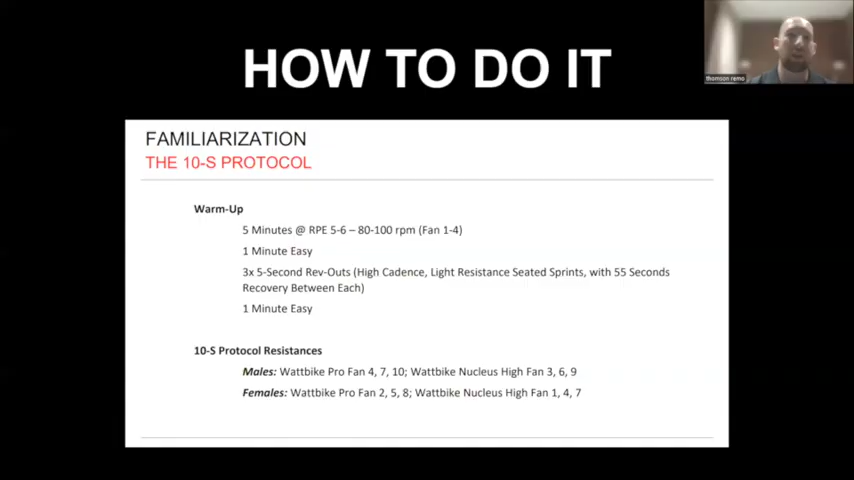 HOW TO DO IT
thomson remo
FAMILIARIZATION
THE 10-S PROTOCOL
Warm-Up
5 Minutes @ RPE 5-6 – 80-100 rpm (Fan 1-4)
1 Minute Easy
3x 5-Second Rev-Outs (High Cadence, Light Resistance Seated Sprints, with 55 Seconds
Recovery Between Each)
1 Minute Easy
10-S Protocol Resistances
Males: Wattbike Pro Fan 4, 7, 10; Wattbike Nucleus High Fan 3, 6, 9
Females: Wattbike Pro Fan 2, 5, 8; Wattbike Nucleus High Fan 1, 4, 7